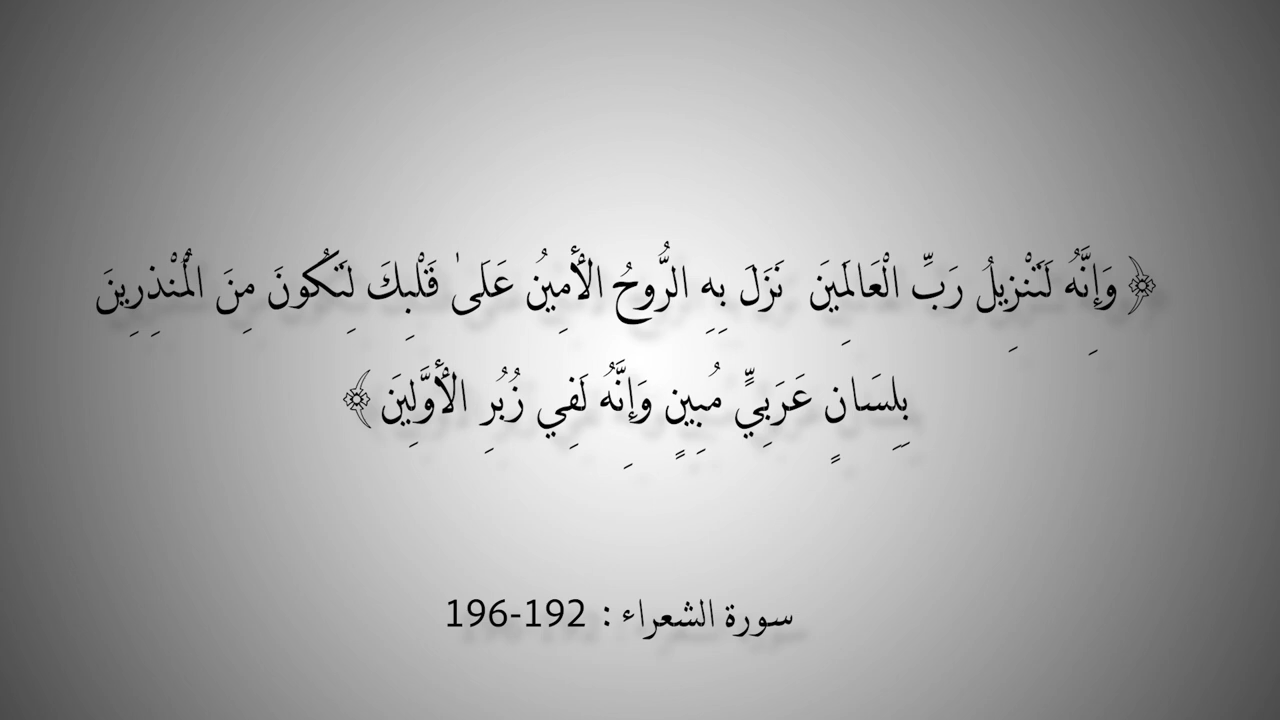 ﴿ وَإِنَّهُ لَتَنْزِيلُ رَبِّ الْعَالَمِينَ نَزَلَ بِهِ الرُّوحُ الْأَمِينُ عَلَىٰ قَلْبِكَ لِتَكُونَ مِنَ الْمُنْذِرِينَ
بِلِسَانٍ عَرَبِيٍّ مُبِينٍ وَإِنَّهُ لَفِي زُبُرِ الْأَوَّلِينَ ﴾
سورة الشعراء : 192-196